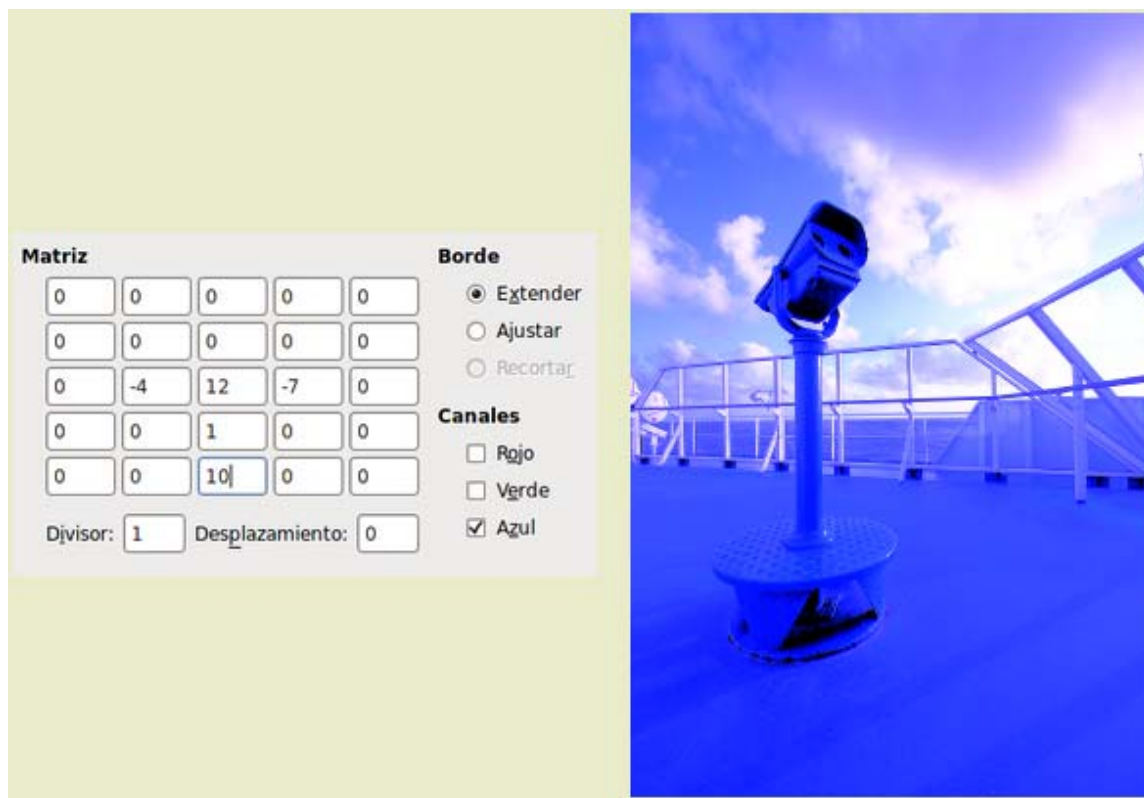 Matriz
0 0 0 0 0
0 0 0 0 0
0 -4 12 -7 0
0 0 1 0 0
0 0 10 0 0
Divisor: 1 Desplazamiento: 0
Borde
Extender
Ajustar
Recortar
Canales
Rojo
Verde
Azul